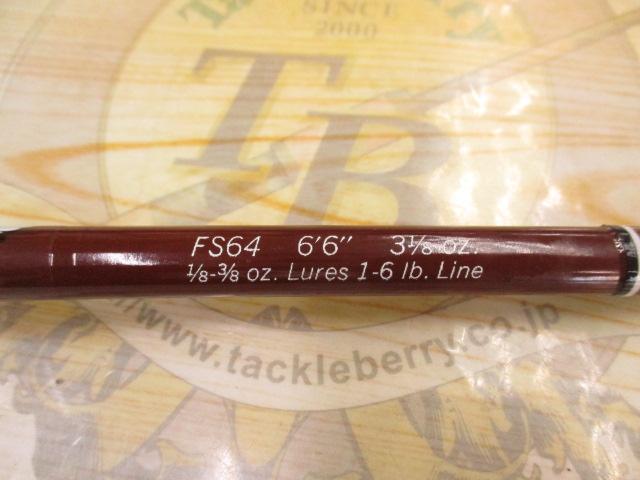 Tackleberry
SINCE
2000
TB
FS64 6'6" 3⅛ oz.
⅛-⅜ oz. Lures 1-6 lb. Line
www.tackleberry.co.jp